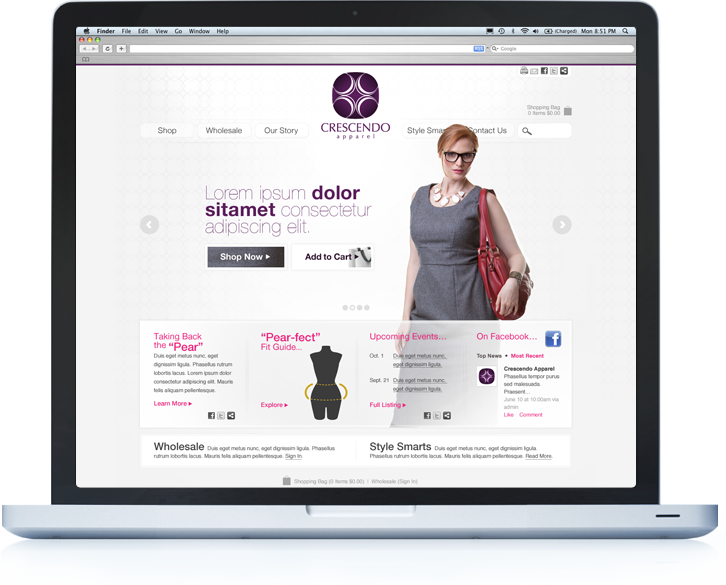 Finder File Edit View Go Window Help
(Charged) Mon 8:51 PM
Google
Shopping Bag
0 Items $0.00
Shop Wholesale Our Story
CRESCENDO
apparel
Style Smar Contact Us
Lorem ipsum dolor
sitamet consectetur
adipiscing elit.
Shop Now
Add to Cart
Taking Back
the “Pear”
Duis eget metus nunc, eget
dignissim ligula. Phasellus rutrum
lobortis lacus. Lorem ipsum dolor
consectetur adipiscing elit. Mauris
felis aliquam pellentesque.
Learn More
“Pear-fect”
Fit Guide...
Explore
Upcoming Events...
Oct. 1 Duis eget metus nunc,
eget dignissim ligula.
Sept. 21 Duis eget metus nunc,
eget dignissim ligula.
Full Listing
On Facebook...
Top News • Most Recent
Crescendo Apparel
Phasellus tempor purus
sed malesuada.
Praesent...
June 10 at 10:00am via
admin
Like Comment
Wholesale Duis eget metus nunc, eget dignissim ligula. Phasellus
rutrum lobortis lacus. Mauris felis aliquam pellentesque. Sign In.
Style Smarts Duis eget metus nunc, eget dignissim ligula.
Phasellus rutrum lobortis lacus. Mauris felis aliquam pellentesque. Read More.
Shopping Bag (0 Items $0.00) | Wholesale (Sign In)